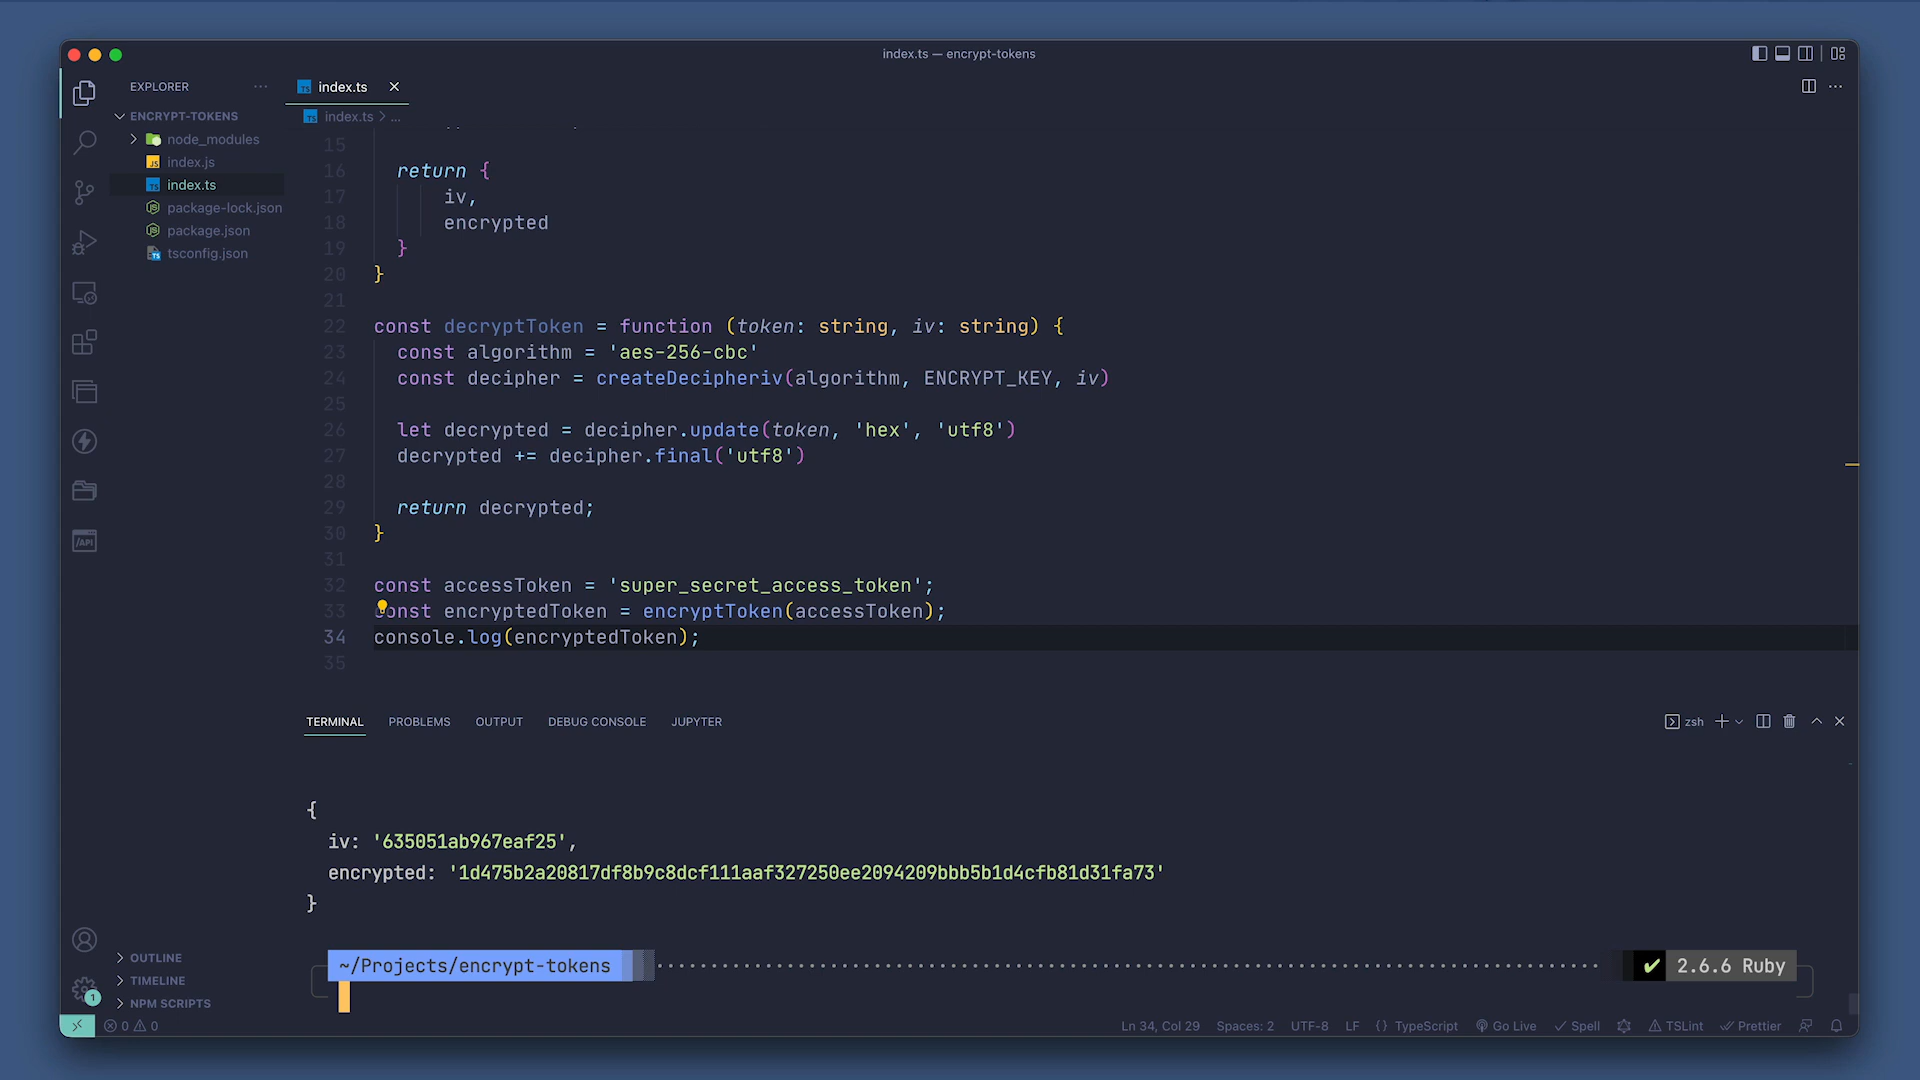 index.ts — encrypt-tokens
EXPLORER
ENCRYPT-TOKENS
node_modules
index.js
index.ts
package-lock.json
package.json
tsconfig.json
index.ts
index.ts > ...
15
16 return {
17 iv,
18 encrypted
19 }
20 }
21
22 const decryptToken = function (token: string, iv: string) {
23 const algorithm = 'aes-256-cbc'
24 const decipher = createDecipheriv(algorithm, ENCRYPT_KEY, iv)
25
26 let decrypted = decipher.update(token, 'hex', 'utf8')
27 decrypted += decipher.final('utf8')
28
29 return decrypted;
30 }
31
32 const accessToken = 'super_secret_access_token';
33 const encryptedToken = encryptToken(accessToken);
34 console.log(encryptedToken);
35
TERMINAL PROBLEMS OUTPUT DEBUG CONSOLE JUPYTER
zsh
{
iv: '635051ab967eaf25',
encrypted: '1d475b2a20817df8b9c8dcf111aaf327250ee2094209bbb5b1d4cfb81d31fa73'
}
~/Projects/encrypt-tokens
✔ 2.6.6 Ruby
OUTLINE
TIMELINE
NPM SCRIPTS
1
0 0
Ln 34, Col 29 Spaces: 2 UTF-8 LF {} TypeScript Go Live Spell TSLint Prettier